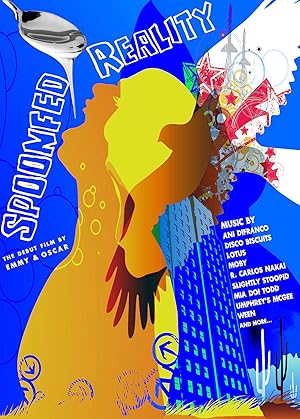 SPOONFED
REALITY
THE DEBUT FILM BY
EMMY & OSCAR
MUSIC BY
ANI DIFRANCO
DISCO BISCUITS
LOTUS
MOBY
R. CARLOS NAKAI
SLIGHTLY STOOPID
MIA DOI TODD
UMPHREY'S MCGEE
WEEN
AND MORE...